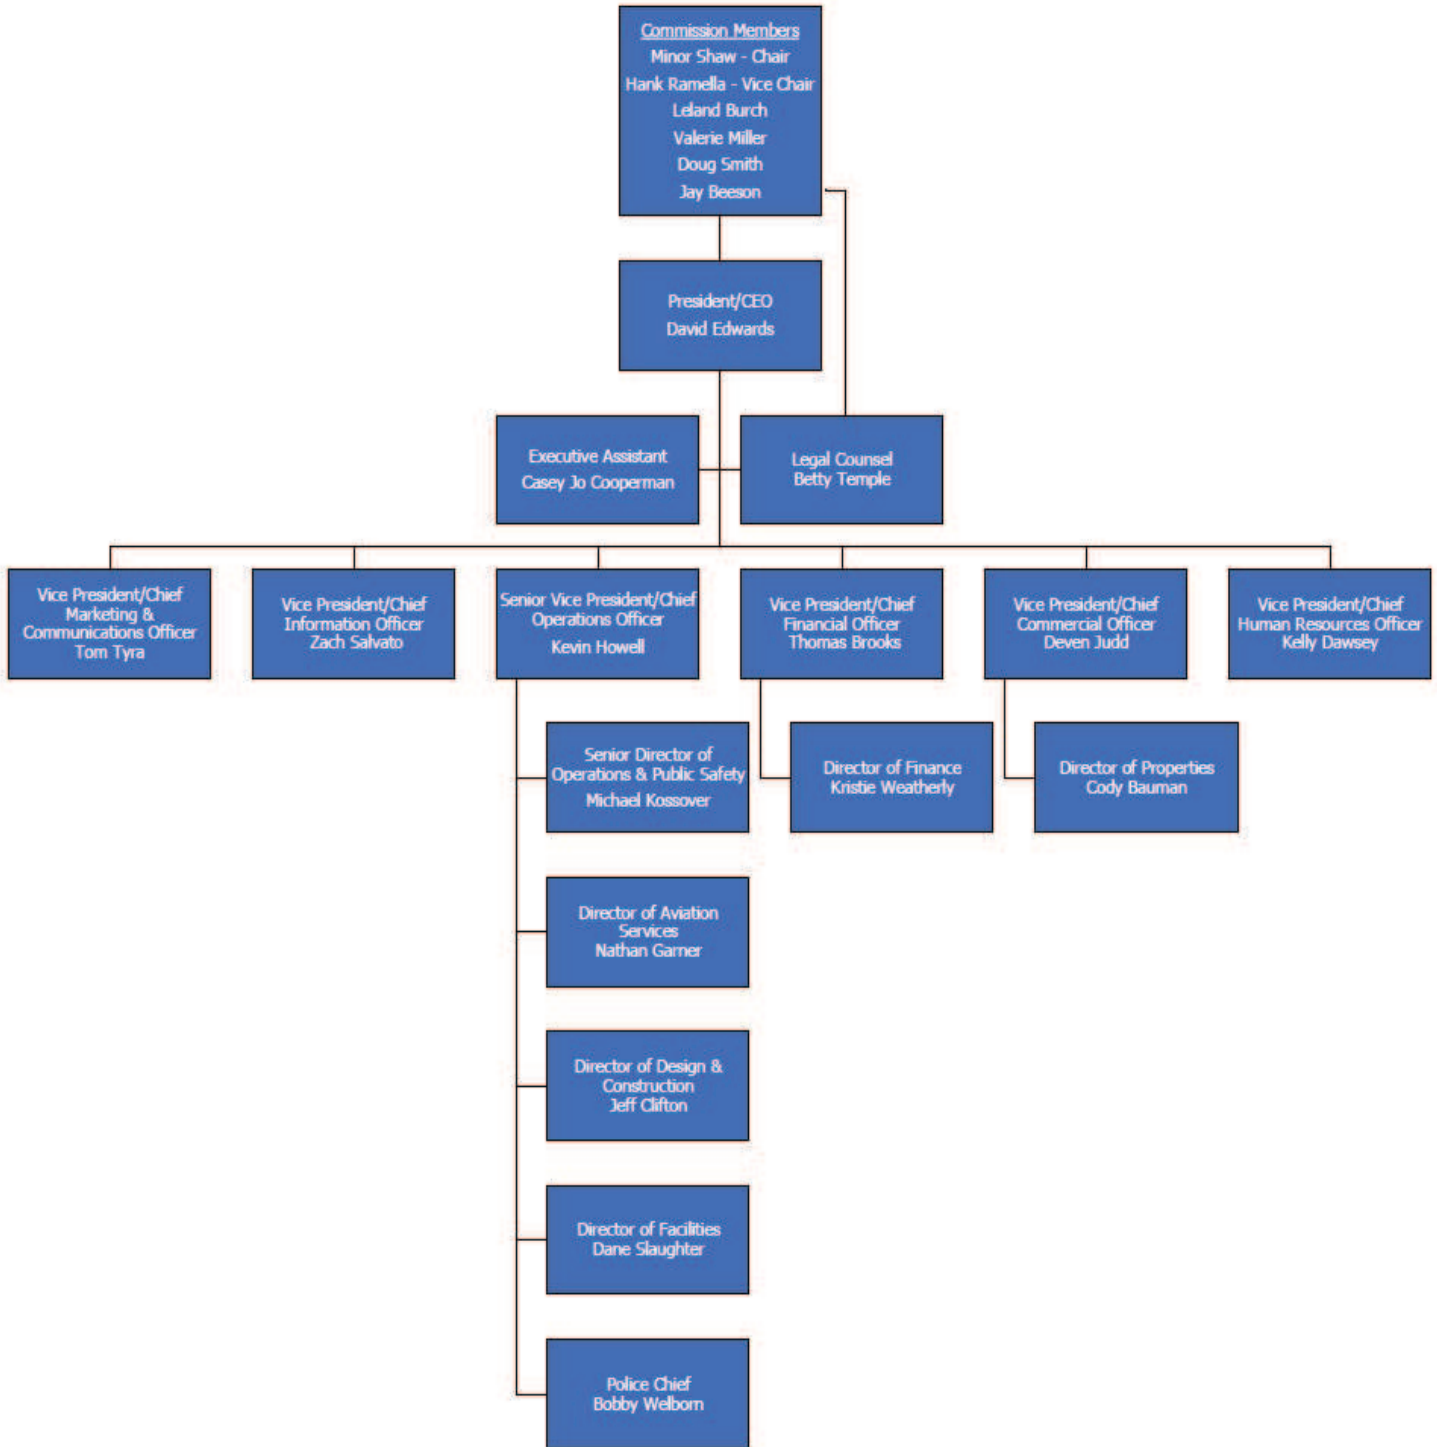 Commission Members
Minor Shaw - Chair
Hank Ramella - Vice Chair
Leland Burch
Valerie Miller
Doug Smith
Jay Beeson
President/CEO
David Edwards
Executive Assistant
Casey Jo Cooperman
Legal Counsel
Betty Temple
Vice President/Chief
Marketing &
Communications Officer
Tom Tyra
Vice President/Chief
Information Officer
Zach Salvato
Senior Vice President/Chief
Operations Officer
Kevin Howell
Vice President/Chief
Financial Officer
Thomas Brooks
Vice President/Chief
Commercial Officer
Deven Judd
Vice President/Chief
Human Resources Officer
Kelly Dawsey
Senior Director of
Operations & Public Safety
Michael Kossover
Director of Finance
Kristie Weatherly
Director of Properties
Cody Bauman
Director of Aviation
Services
Nathan Garner
Director of Design &
Construction
Jeff Clifton
Director of Facilities
Dane Slaughter
Police Chief
Bobby Welborn